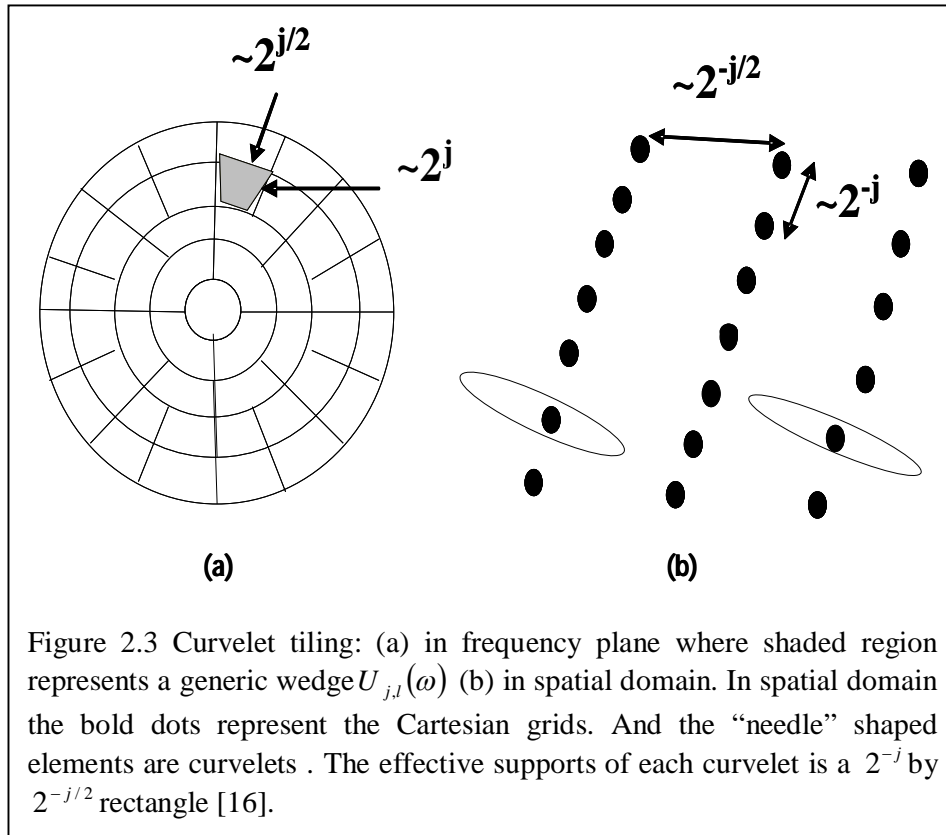 ~2^{j/2}
~2^{j}
~2^{-j/2}
~2^{-j}
(a)
(b)
Figure 2.3 Curvelet tiling: (a) in frequency plane where shaded region
represents a generic wedge U_{j,l}(ω) (b) in spatial domain. In spatial domain
the bold dots represent the Cartesian grids. And the “needle” shaped
elements are curvelets . The effective supports of each curvelet is a 2^{-j} by
2^{-j/2} rectangle [16].